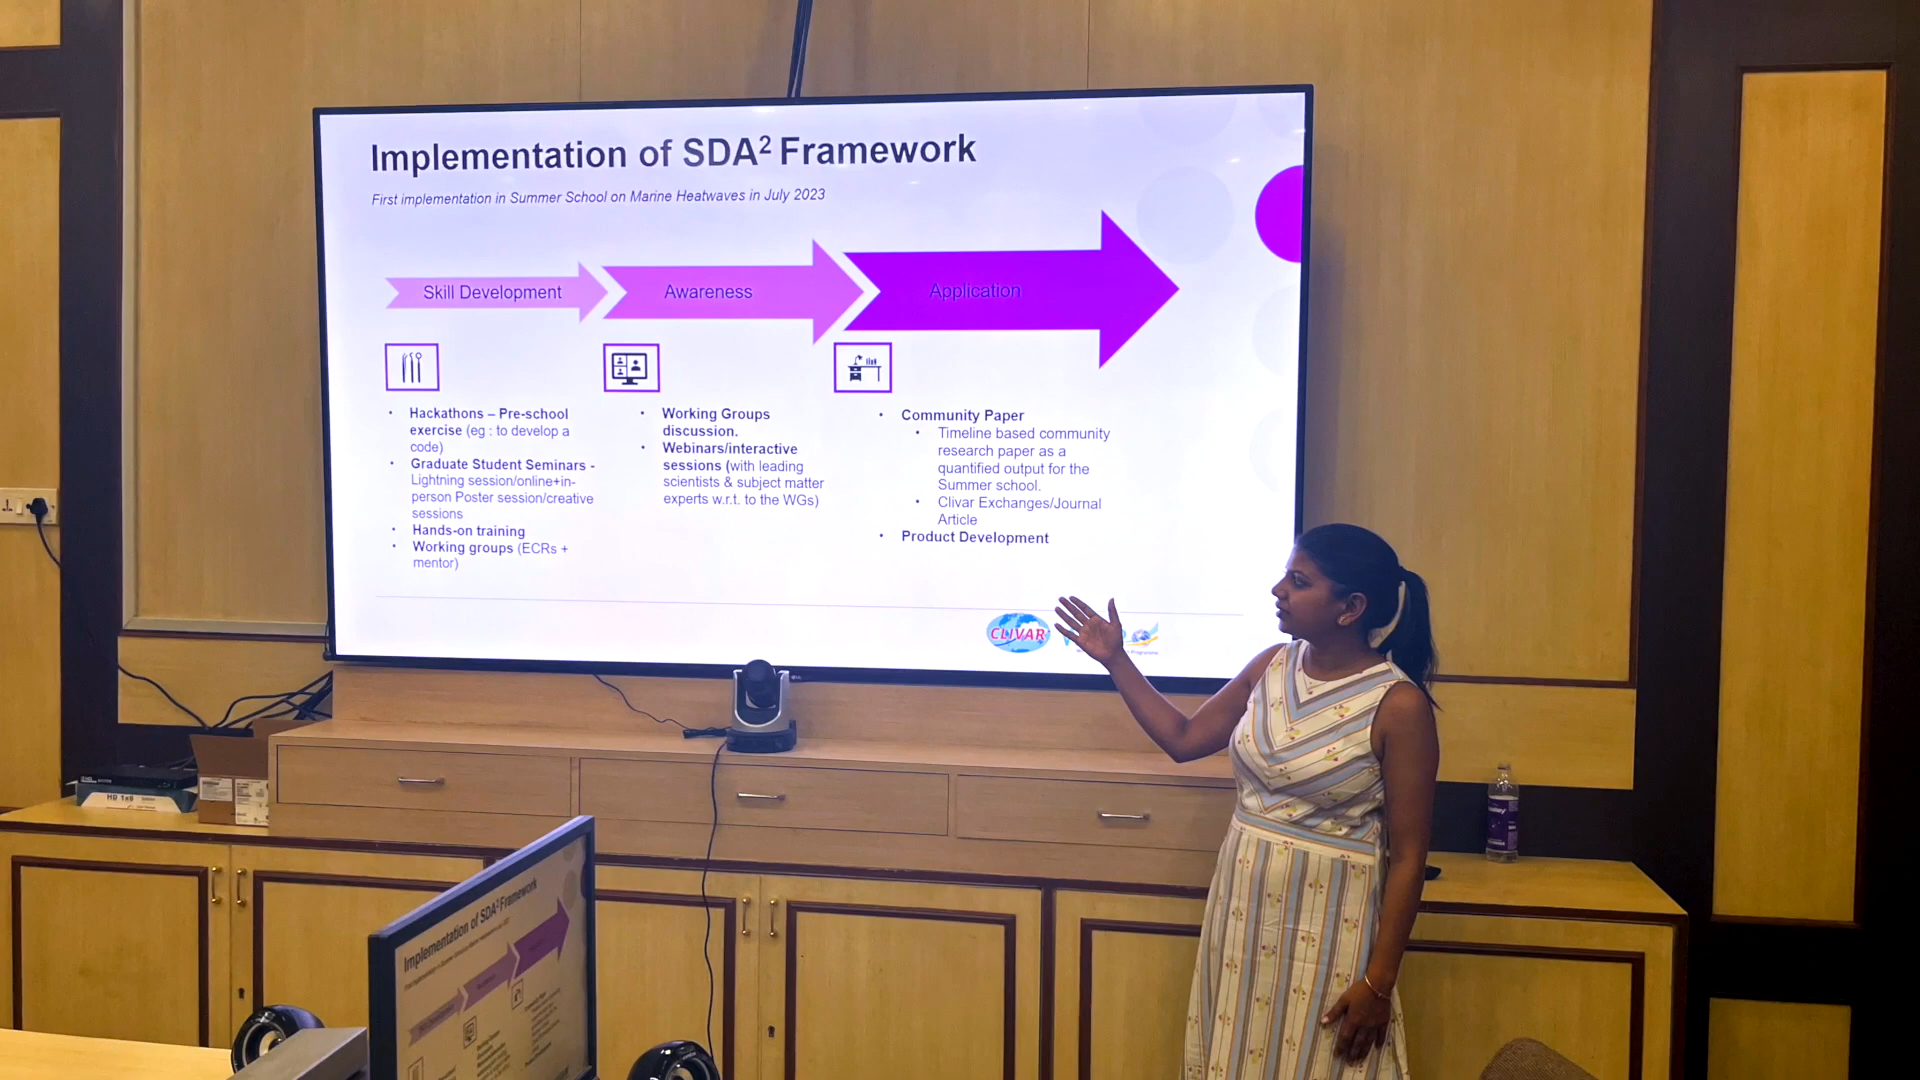 Implementation of SDA² Framework
First implementation in Summer School on Marine Heatwaves in July 2023
Skill Development
Awareness
Application
• Hackathons – Pre-school
exercise (eg : to develop a
code)
• Graduate Student Seminars -
Lightning session/online+in-
person Poster session/creative
sessions
• Hands-on training
• Working groups (ECRs +
mentor)
• Working Groups
discussion.
• Webinars/interactive
sessions (with leading
scientists & subject matter
experts w.r.t. to the WGs)
• Community Paper
• Timeline based community
research paper as a
quantified output for the
Summer school.
• Clivar Exchanges/Journal
Article
• Product Development
CLIVAR
HD 1x8
Implementation of SDA² Framework